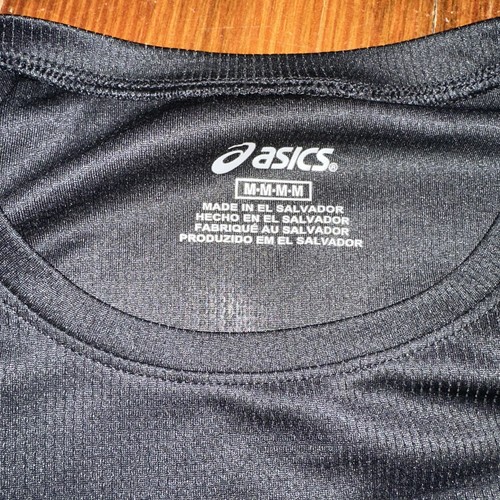 asics®
M-M-M-M
MADE IN EL SALVADOR
HECHO EN EL SALVADOR
FABRIQUÉ AU SALVADOR
PRODUZIDO EM EL SALVADOR